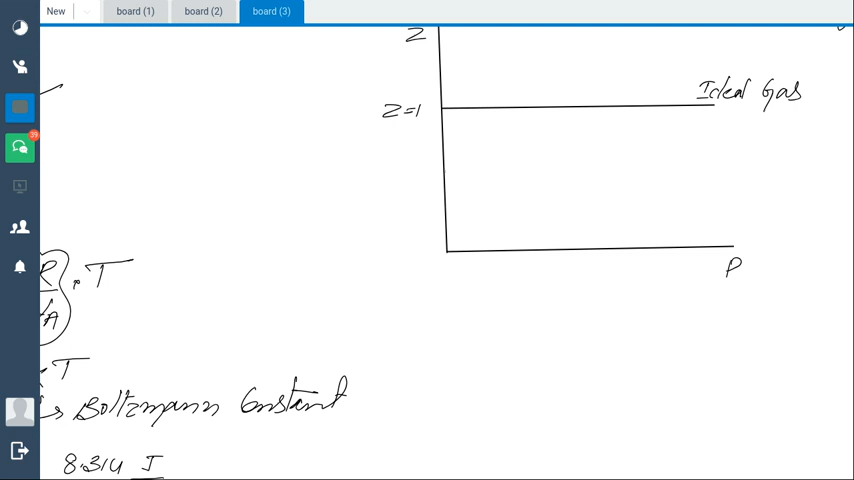 New
board (1)
board (2)
board (3)
39
Z
Z=1
Ideal Gas
P
R
A
. T
. T
↳ Boltzmann Constant
8.314 J